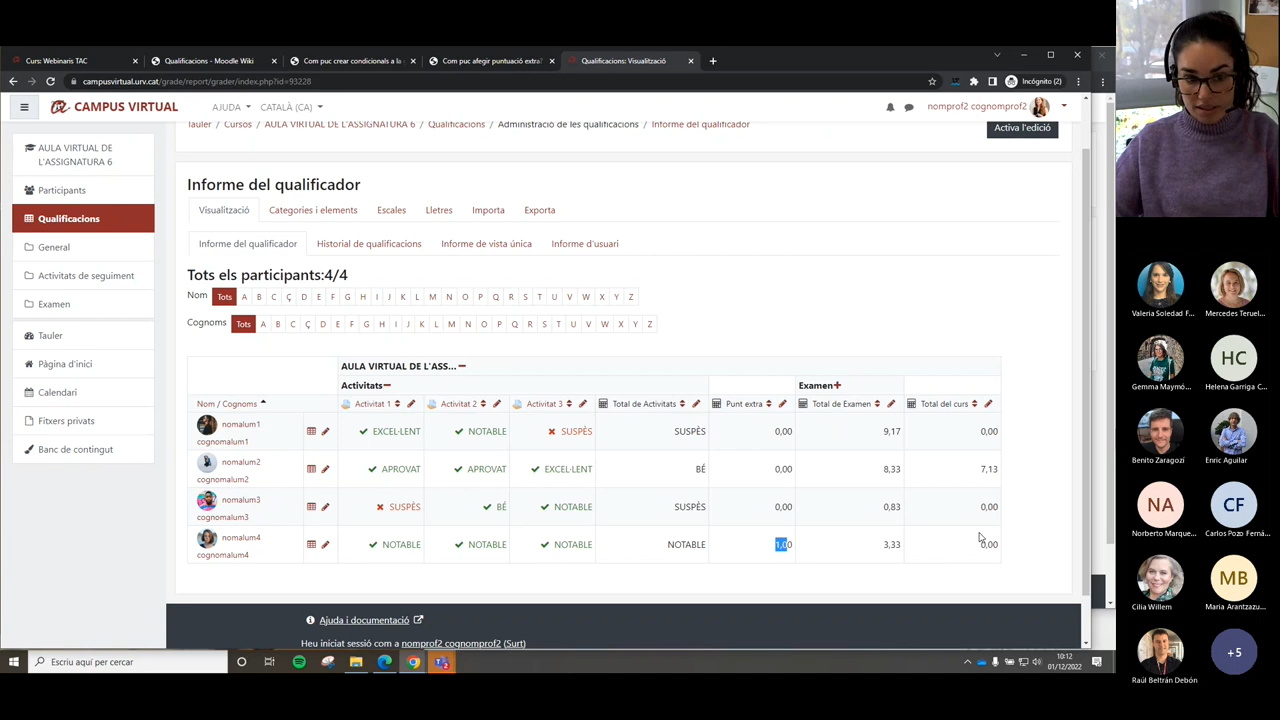 Curs: Webinaris TAC
Qualificacions - Moodle Wiki
Com puc crear condicionals a la
Com puc afegir puntuació extra?
Qualificacions: Visualització
campusvirtual.urv.cat/grade/report/grader/index.php?id=93228
Incógnito (2)
CAMPUS VIRTUAL
AJUDA
CATALÀ (CA)
nomprof2 cognomprof2
Tauler / Cursos / AULA VIRTUAL DE L'ASSIGNATURA 6 / Qualificacions / Administració de les qualificacions / Informe del qualificador
Activa l'edició
AULA VIRTUAL DE
L'ASSIGNATURA 6
Participants
Qualificacions
General
Activitats de seguiment
Examen
Tauler
Pàgina d'inici
Calendari
Fitxers privats
Banc de contingut
Informe del qualificador
Visualització Categories i elements Escales Lletres Importa Exporta
Informe del qualificador Historial de qualificacions Informe de vista única Informe d'usuari
Tots els participants:4/4
Nom Tots A B C Ç D E F G H I J K L M N O P Q R S T U V W X Y Z
Cognoms Tots A B C Ç D E F G H I J K L M N O P Q R S T U V W X Y Z
AULA VIRTUAL DE L'ASS...
Activitats Examen
Nom / Cognoms Activitat 1 Activitat 2 Activitat 3 Total de Activitats Punt extra Total de Examen Total del curs
nomalum1
cognomalum1
EXCEL·LENT NOTABLE SUSPÈS SUSPÈS 0,00 9,17 0,00
nomalum2
cognomalum2
APROVAT APROVAT EXCEL·LENT BÉ 0,00 8,33 7,13
nomalum3
cognomalum3
SUSPÈS BÉ NOTABLE SUSPÈS 0,00 0,83 0,00
nomalum4
cognomalum4
NOTABLE NOTABLE NOTABLE NOTABLE 1,00 3,33 0,00
Ajuda i documentació
Heu iniciat sessió com a nomprof2 cognomprof2 (Surt)
Escriu aquí per cercar
10:12
01/12/2022
Valeria Soledad F...
Mercedes Teruel...
Gemma Maymó...
HC
Helena Garriga C...
Benito Zaragozí
Enric Aguilar
NA
Norberto Marque...
CF
Carlos Pozo Ferná...
Cilia Willem
MB
Maria Arantzazu...
Raúl Beltrán Debón
+5